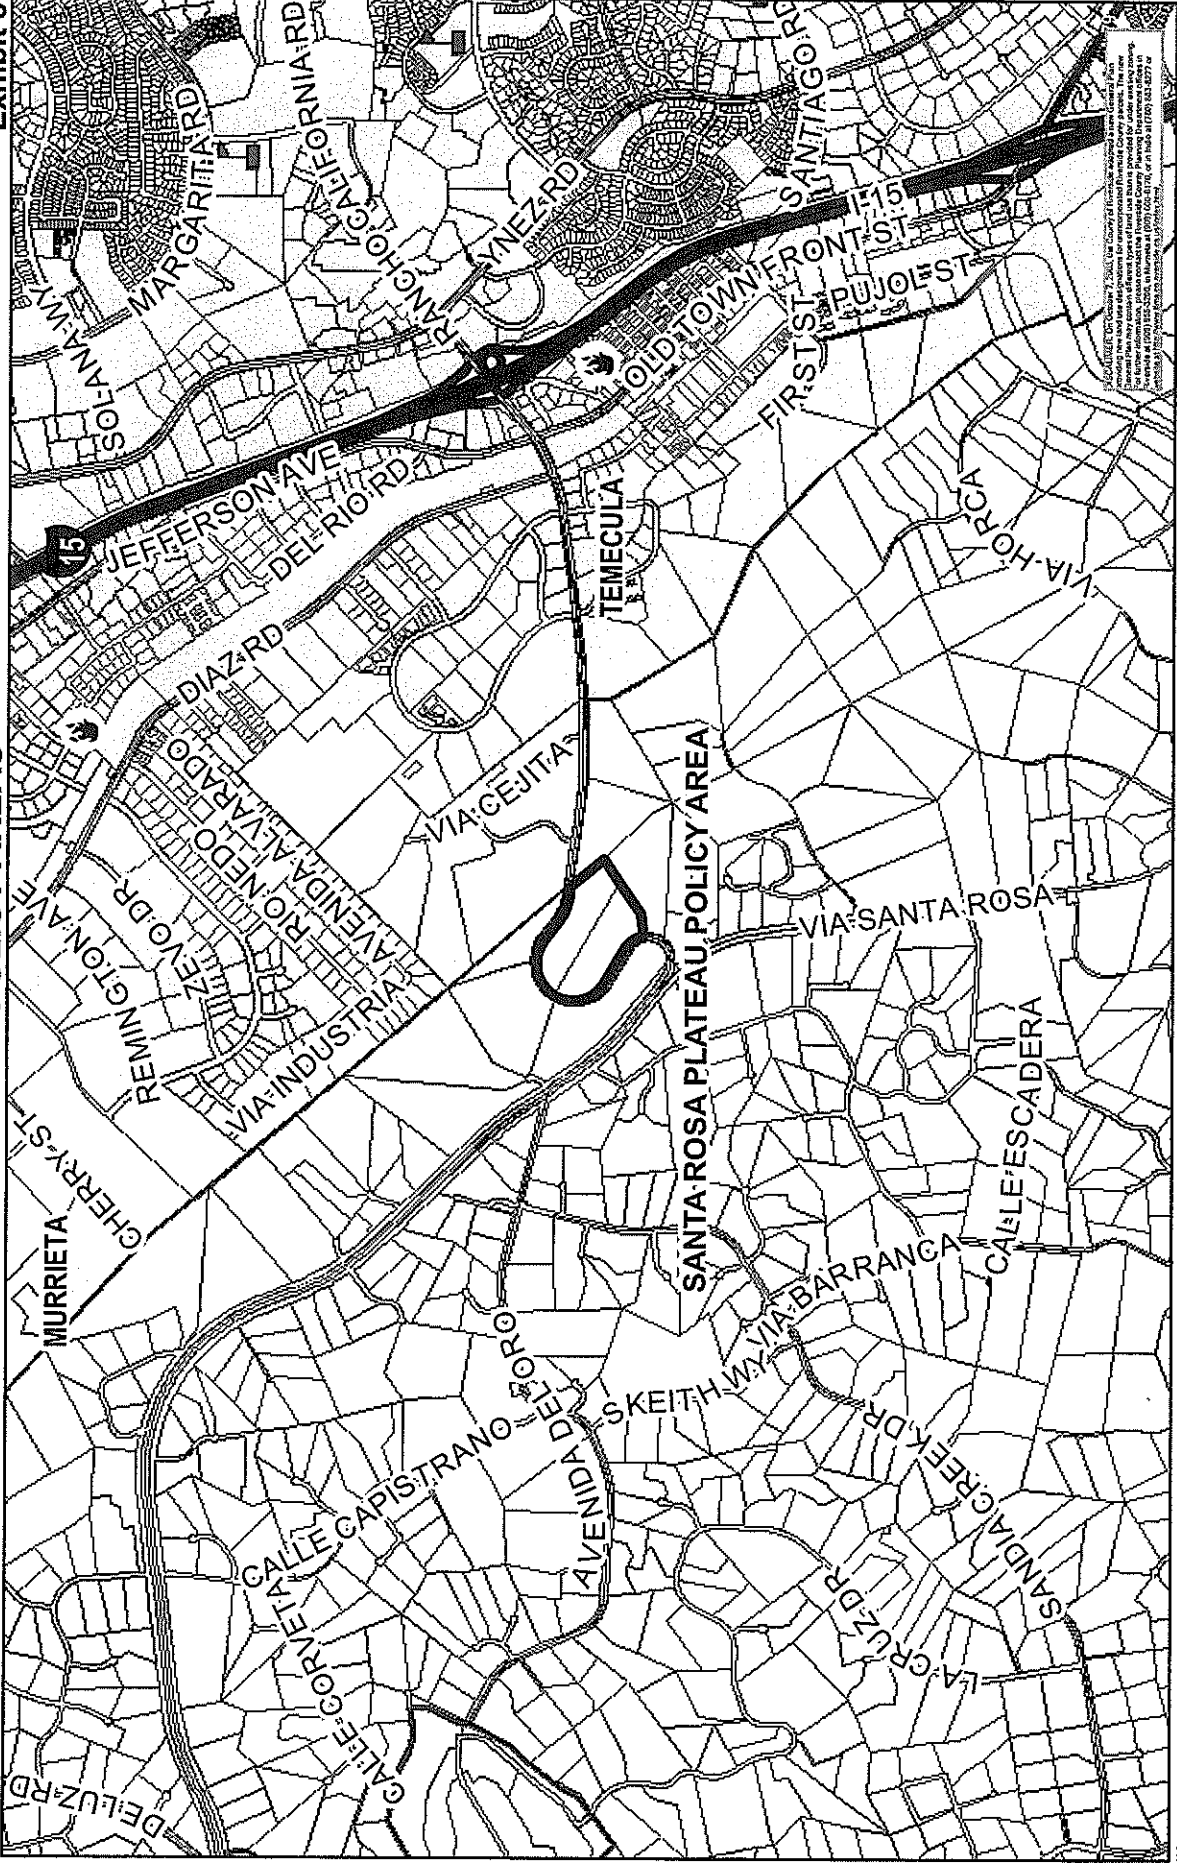 Exhibit
SOLANA WY
MARGARITA RD
RANCHO CALIFORNIA RD
YNEZ RD
SANTIAGO RD
I-15
15
JEFFERSON AVE
DEL RIO RD
OLD TOWN FRONT ST
PUJOL ST
FIRST ST
DIAZ RD
TEMECULA
VIA HORCA
REMINGTON AVE
ZEVO DR
RIO NEDO
AVENIDA ALVARADO
VIA INDUSTRIA
VIA CEJITA
CHERRY ST
MURRIETA
SANTA ROSA PLATEAU POLICY AREA
VIA SANTA ROSA
CALLE ESCADERA
VIA BARRANCA
S KEITH WY
AVENIDA DEL ORO
CALLE CAPISTRANO
CALLE CORVETA
SANDIA CREEK DR
LA CRUZ DR
DE LUZ RD